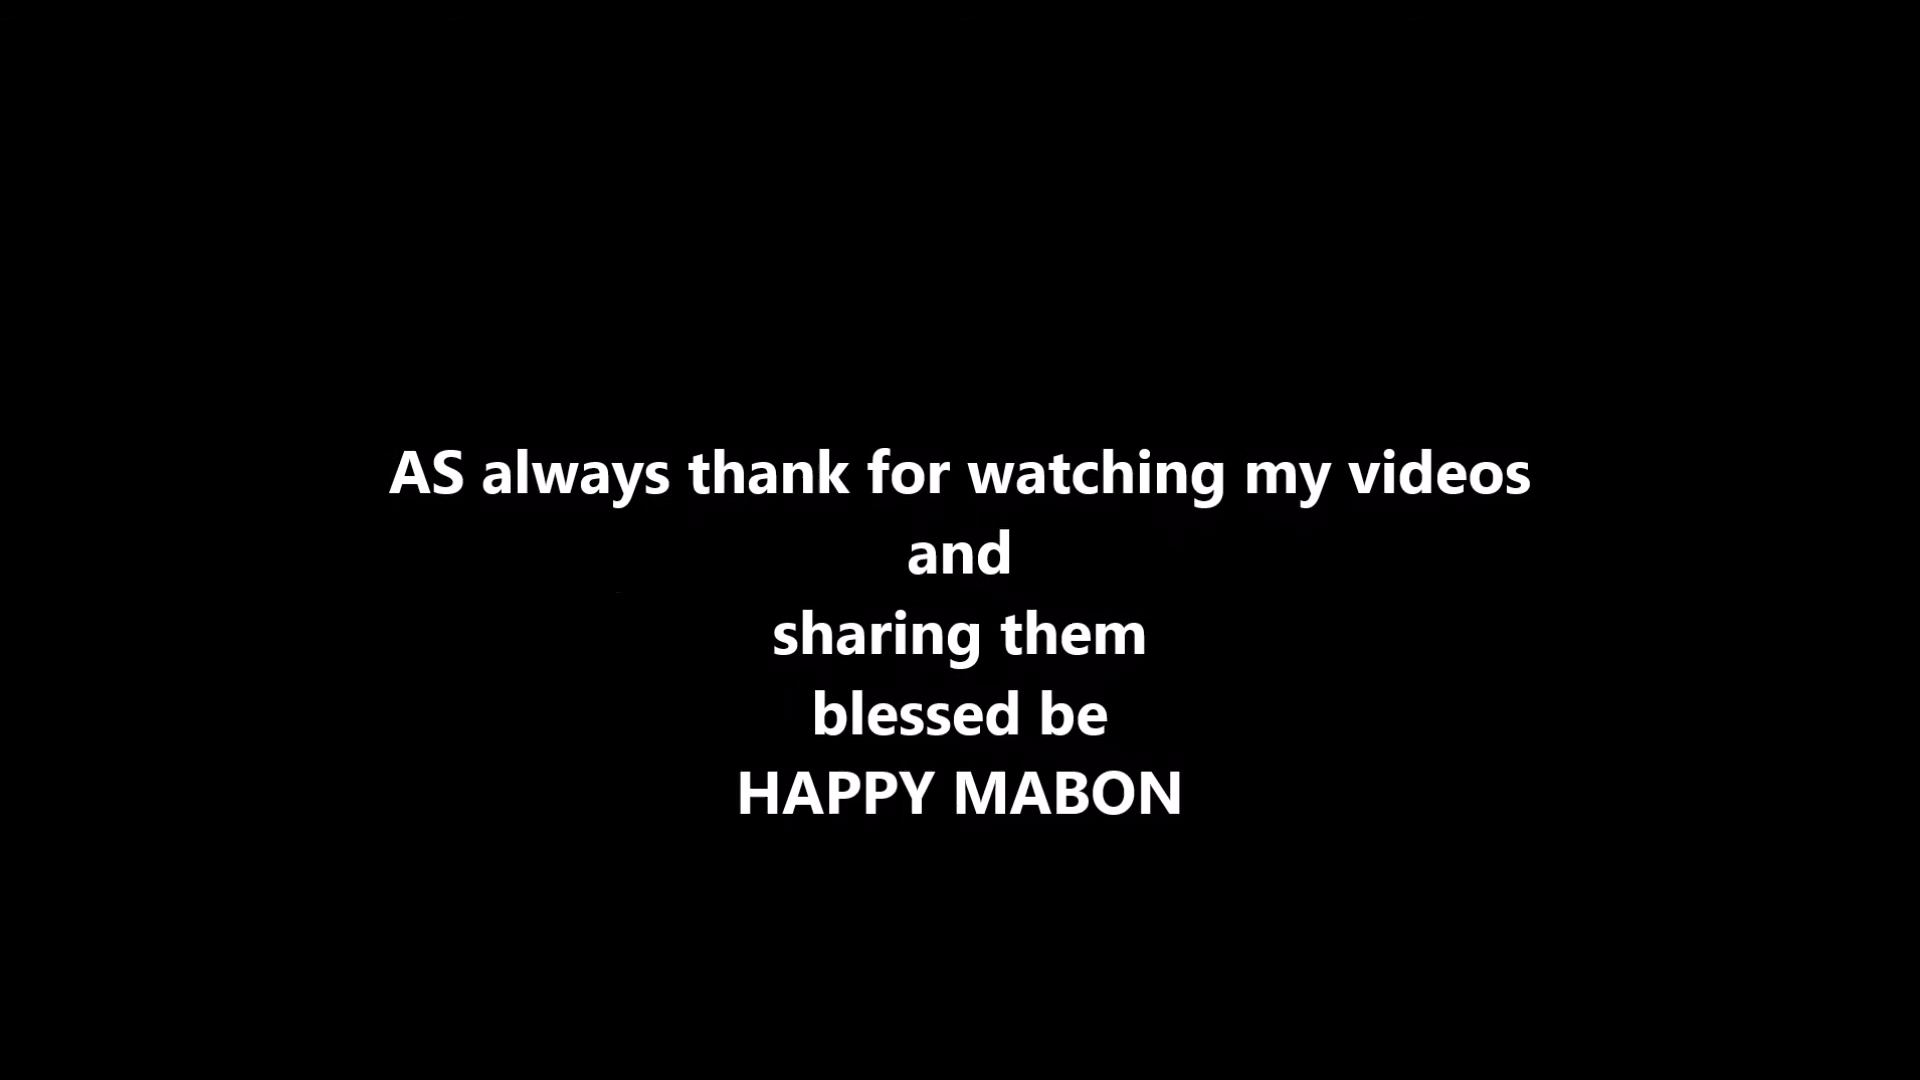 AS always thank for watching my videos
and
sharing them
blessed be
HAPPY MABON